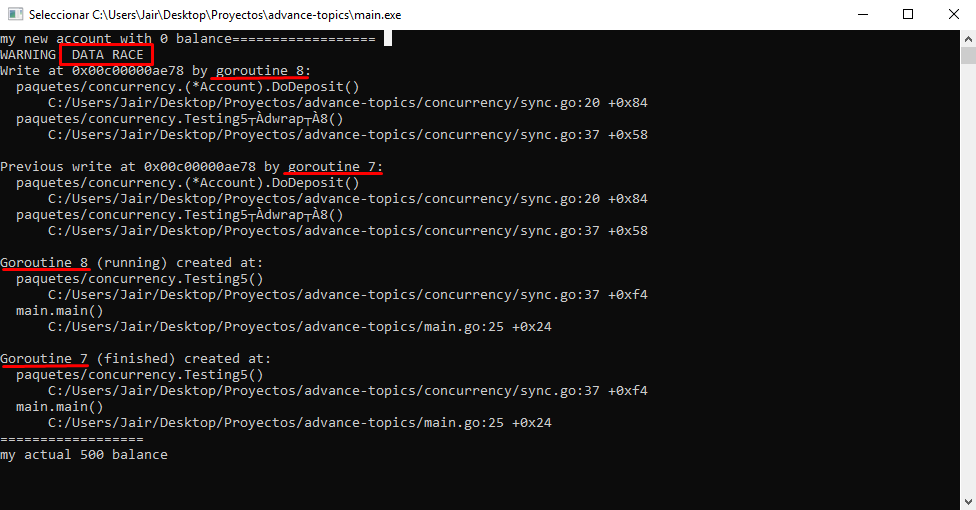 Seleccionar C:\Users\Jair\Desktop\Proyectos\advance-topics\main.exe
my new account with 0 balance==================
WARNING DATA RACE
Write at 0x00c00000ae78 by goroutine 8:
paquetes/concurrency.(*Account).DoDeposit()
C:/Users/Jair/Desktop/Proyectos/advance-topics/concurrency/sync.go:20 +0x84
paquetes/concurrency.Testing5┬Àdwrap┬À8()
C:/Users/Jair/Desktop/Proyectos/advance-topics/concurrency/sync.go:37 +0x58
Previous write at 0x00c00000ae78 by goroutine 7:
paquetes/concurrency.(*Account).DoDeposit()
C:/Users/Jair/Desktop/Proyectos/advance-topics/concurrency/sync.go:20 +0x84
paquetes/concurrency.Testing5┬Àdwrap┬À8()
C:/Users/Jair/Desktop/Proyectos/advance-topics/concurrency/sync.go:37 +0x58
Goroutine 8 (running) created at:
paquetes/concurrency.Testing5()
C:/Users/Jair/Desktop/Proyectos/advance-topics/concurrency/sync.go:37 +0xf4
main.main()
C:/Users/Jair/Desktop/Proyectos/advance-topics/main.go:25 +0x24
Goroutine 7 (finished) created at:
paquetes/concurrency.Testing5()
C:/Users/Jair/Desktop/Proyectos/advance-topics/concurrency/sync.go:37 +0xf4
main.main()
C:/Users/Jair/Desktop/Proyectos/advance-topics/main.go:25 +0x24
==================
my actual 500 balance